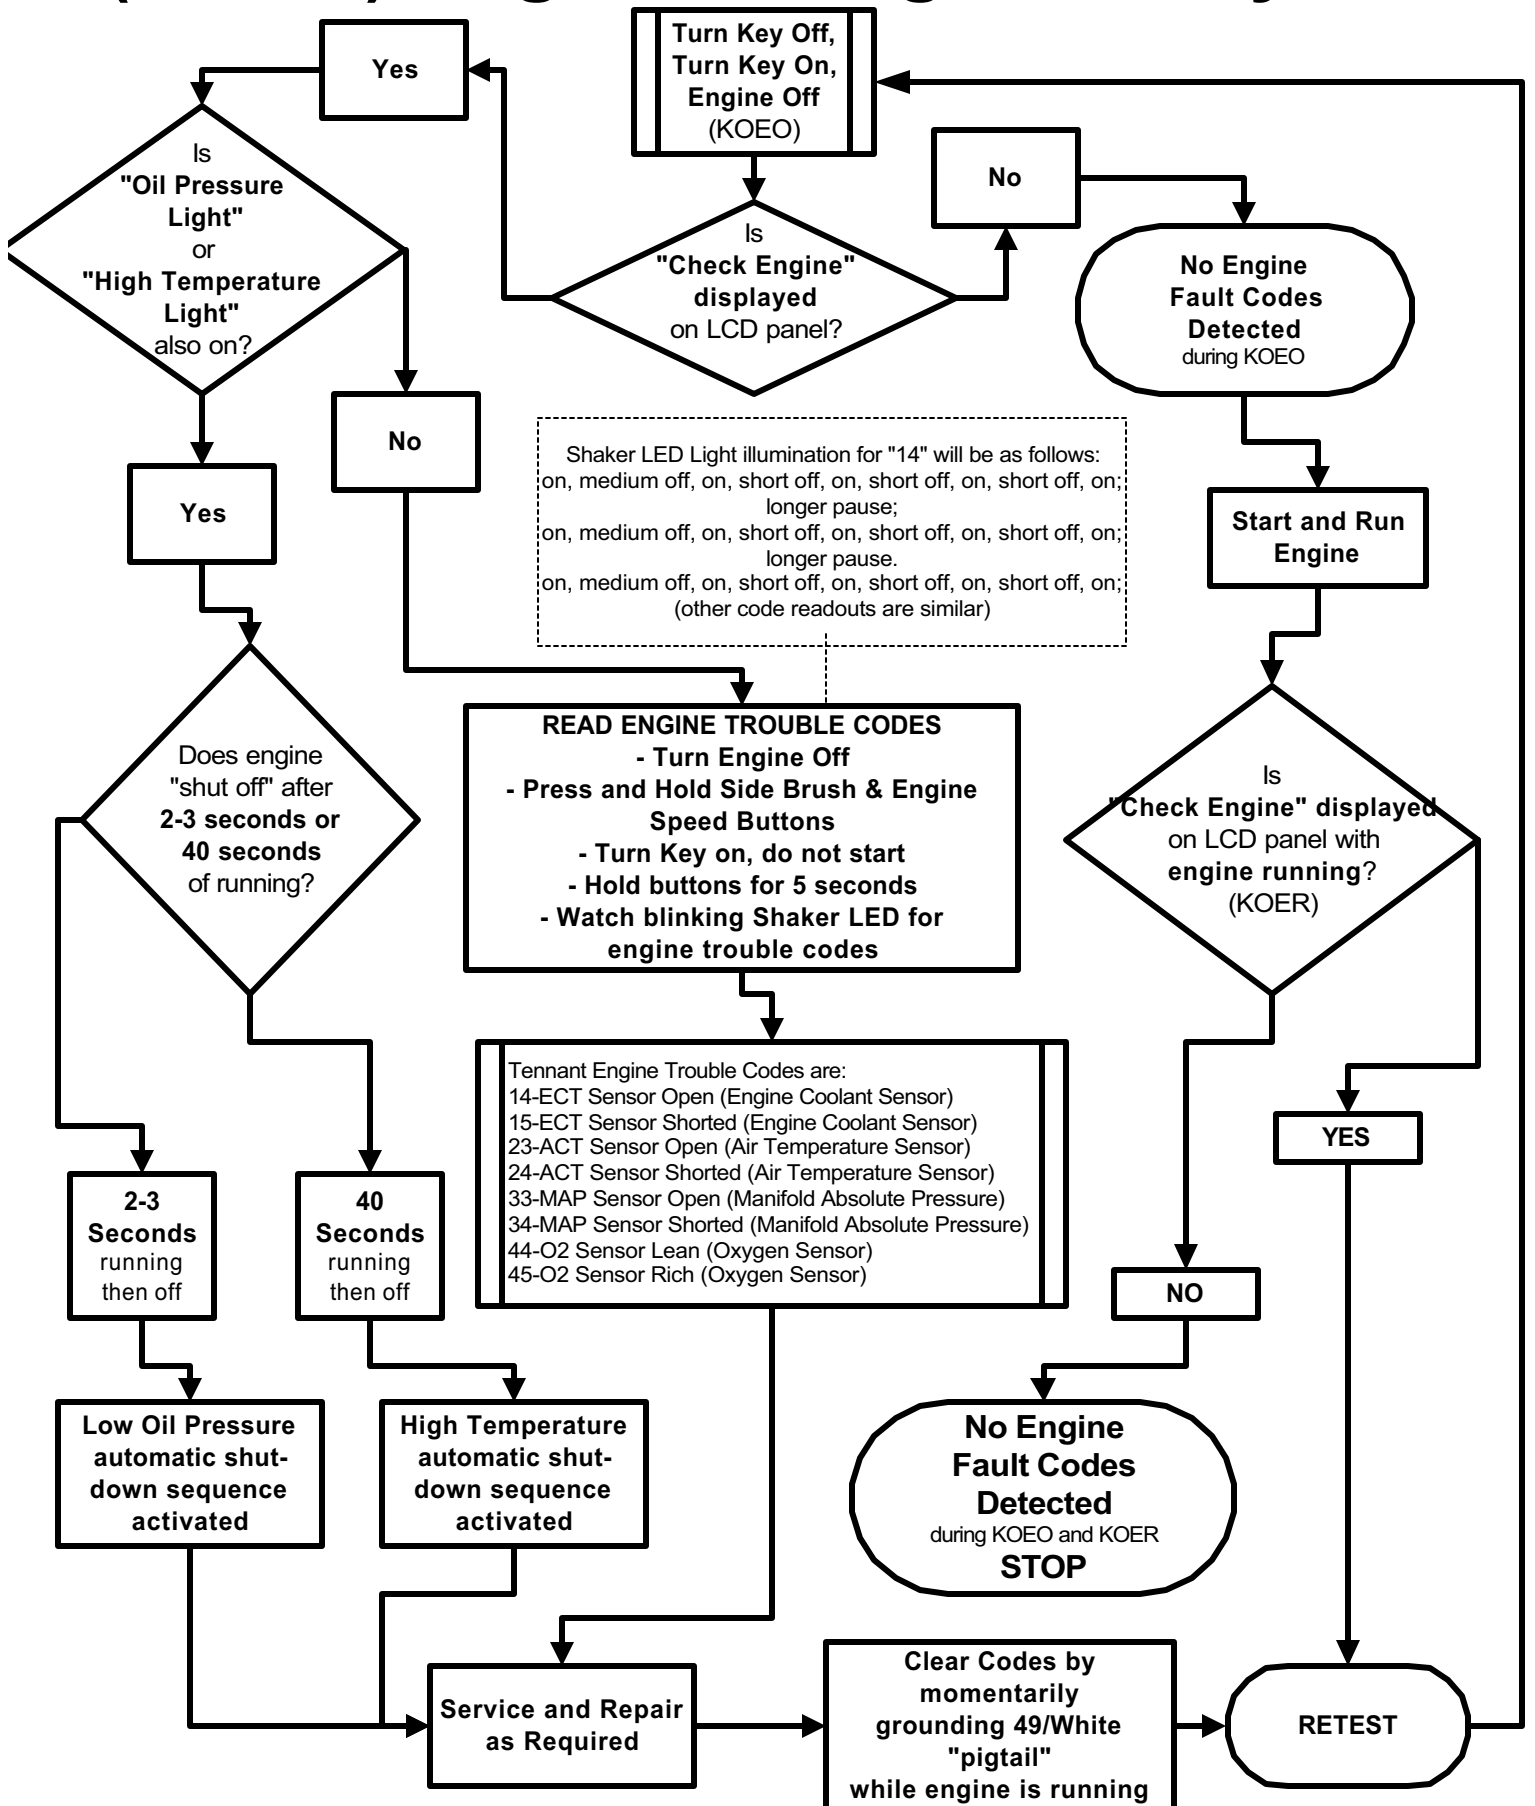 Turn Key Off,
Turn Key On,
Engine Off
(KOEO)
Yes
No
Is
"Check Engine"
displayed
on LCD panel?
Is
"Oil Pressure
Light"
or
"High Temperature
Light"
also on?
No Engine
Fault Codes
Detected
during KOEO
No
Yes
Shaker LED Light illumination for "14" will be as follows:
on, medium off, on, short off, on, short off, on, short off, on;
longer pause;
on, medium off, on, short off, on, short off, on, short off, on;
longer pause.
on, medium off, on, short off, on, short off, on, short off, on;
(other code readouts are similar)
Start and Run
Engine
READ ENGINE TROUBLE CODES
- Turn Engine Off
- Press and Hold Side Brush & Engine
Speed Buttons
- Turn Key on, do not start
- Hold buttons for 5 seconds
- Watch blinking Shaker LED for
engine trouble codes
Does engine
"shut off" after
2-3 seconds or
40 seconds
of running?
Is
"Check Engine" displayed
on LCD panel with
engine running?
(KOER)
Tennant Engine Trouble Codes are:
14-ECT Sensor Open (Engine Coolant Sensor)
15-ECT Sensor Shorted (Engine Coolant Sensor)
23-ACT Sensor Open (Air Temperature Sensor)
24-ACT Sensor Shorted (Air Temperature Sensor)
33-MAP Sensor Open (Manifold Absolute Pressure)
34-MAP Sensor Shorted (Manifold Absolute Pressure)
44-O2 Sensor Lean (Oxygen Sensor)
45-O2 Sensor Rich (Oxygen Sensor)
YES
2-3
Seconds
running
then off
40
Seconds
running
then off
NO
Low Oil Pressure
automatic shut-
down sequence
activated
High Temperature
automatic shut-
down sequence
activated
No Engine
Fault Codes
Detected
during KOEO and KOER
STOP
Service and Repair
as Required
Clear Codes by
momentarily
grounding 49/White
"pigtail"
while engine is running
RETEST